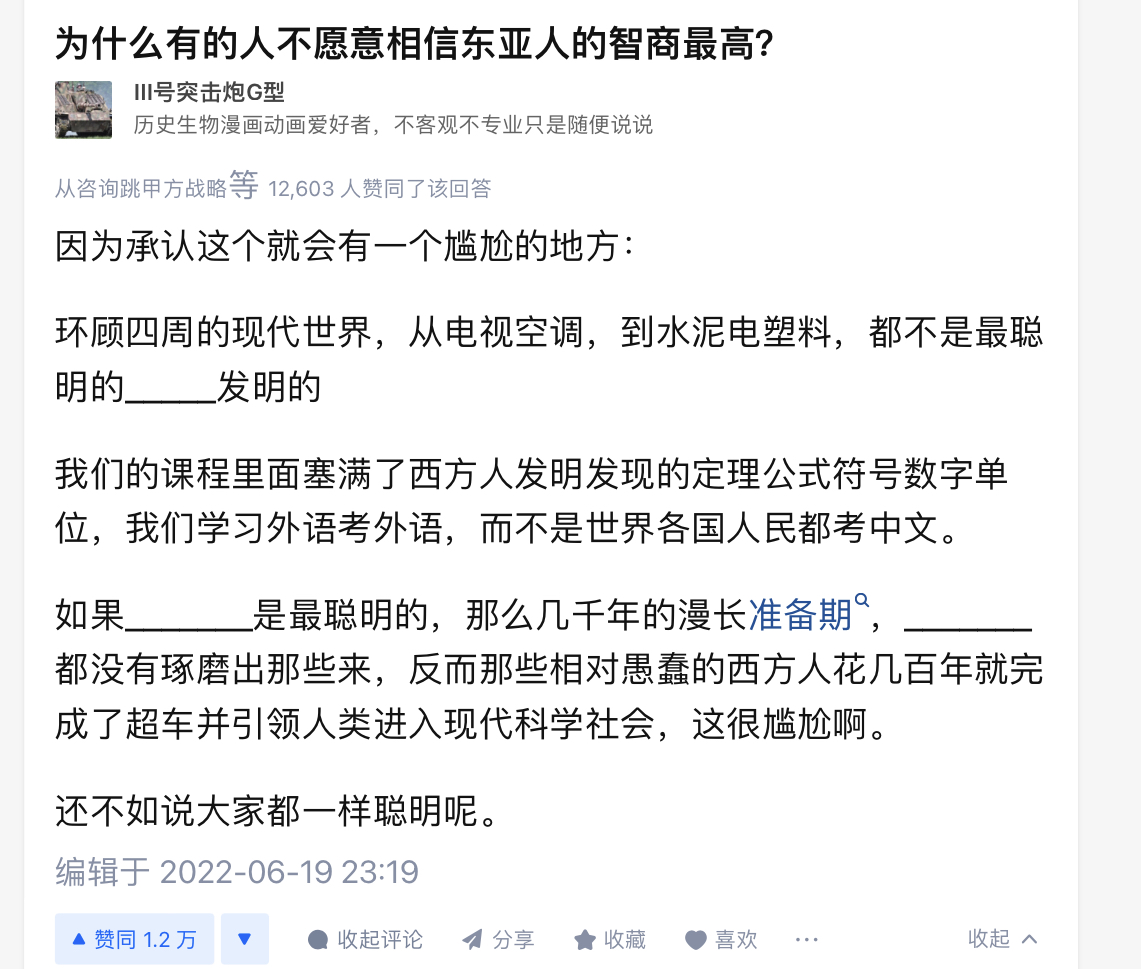 为什么有的人不愿意相信东亚人的智商最高?
III号突击炮G型
历史生物漫画动画爱好者，不客观不专业只是随便说说
从咨询跳甲方战略等 12,603 人赞同了该回答
因为承认这个就会有一个尴尬的地方：
环顾四周的现代世界，从电视空调，到水泥电塑料，都不是最聪
明的_____发明的
我们的课程里面塞满了西方人发明发现的定理公式符号数字单
位，我们学习外语考外语，而不是世界各国人民都考中文。
如果_______是最聪明的，那么几千年的漫长准备期，_______
都没有琢磨出那些来，反而那些相对愚蠢的西方人花几百年就完
成了超车并引领人类进入现代科学社会，这很尴尬啊。
还不如说大家都一样聪明呢。
编辑于 2022-06-19 23:19
赞同 1.2 万 收起评论 分享 收藏 喜欢 ··· 收起